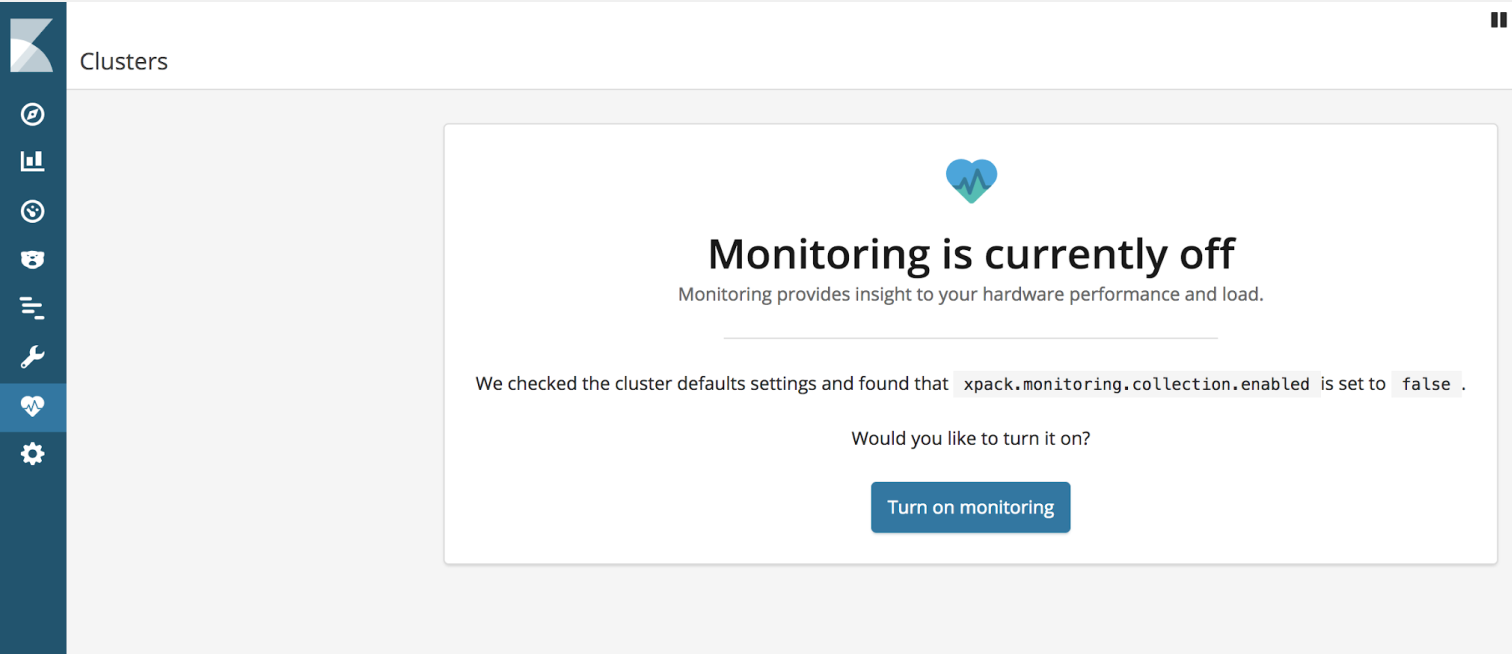 Clusters
Monitoring is currently off
Monitoring provides insight to your hardware performance and load.
We checked the cluster defaults settings and found that xpack.monitoring.collection.enabled is set to false .
Would you like to turn it on?
Turn on monitoring